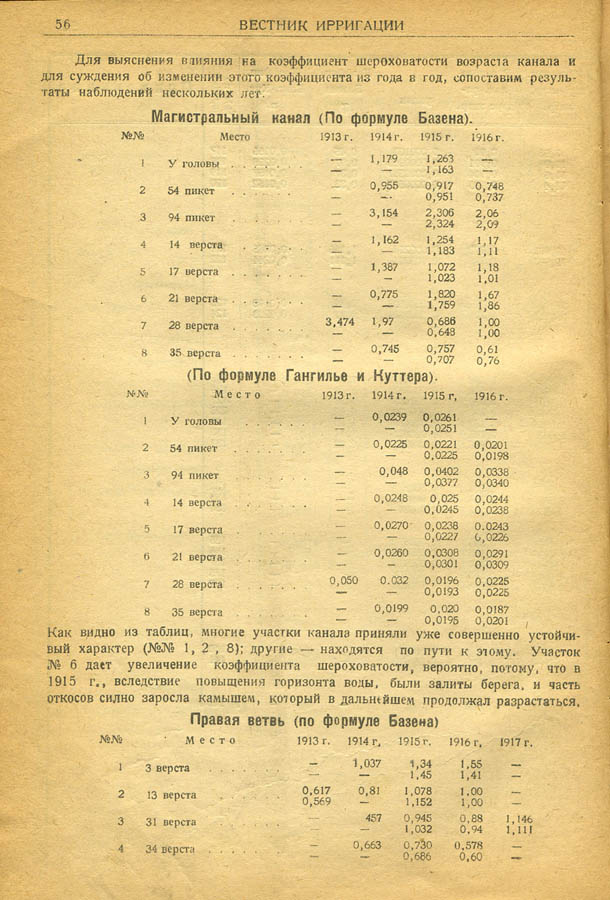 56 ВЕСТНИК ИРРИГАЦИИ
Для выяснения влияния на коэффициент шероховатости возраста канала и
для суждения об изменении этого коэффициента из года в год, сопоставим резуль-
таты наблюдений нескольких лет:
Магистральный канал (По формуле Базена).
№№ Место 1913 г. 1914 г. 1915 г. 1916 г.
1 У головы . . . . . — 1,179 1,263 —
— — 1,163 —
2 54 пикет . . . . . — 0,955 0,917 0,748
— — 0,951 0,737
3 94 пикет . . . . . — 3,154 2,306 2,06
— — 2,324 2,09
4 14 верста . . . . . — 1,162 1,254 1,17
— — 1,183 1,11
5 17 верста . . . . . — 1,387 1,072 1,18
— — 1,023 1,01
6 21 верста . . . . . — 0,775 1,820 1,67
— — 1,759 1,86
7 28 верста . . . . . 3,474 1,97 0,686 1,00
— — 0,648 1,00
8 35 верста . . . . . — 0,745 0,757 0,61
— — 0,707 0,76
(По формуле Гангилье и Куттера).
№№ Место 1913 г. 1914 г. 1915 г, 1916 г.
1 У головы . . . . . — 0,0239 0,0261 —
— — 0,0251 —
2 54 пикет . . . . . — 0,0225 0,0221 0,0201
— — 0,0225 0,0198
3 94 пикет . . . . . — 0,048 0,0402 0,0338
— — 0,0377 0,0340
4 14 верста . . . . . — 0,0248 0,025 0,0244
— — 0,0245 0,0238
5 17 верста . . . . . — 0,0270 0,0238 0.0243
— — 0,0227 0,0226
6 21 верста . . . . . — 0,0260 0,0308 0,0291
— — 0,0301 0,0309
7 28 верста . . . . . 0,050 0.032 0,0196 0,0225
— — 0,0193 0,0225
8 35 верста . . . . . — 0,0199 0,020 0,0187
— — 0,0195 0,0201
Как видно из таблиц, многие участки канала приняли уже совершенно устойчи-
вый характер (№№ 1, 2 , 8); другие — находятся по пути к этому. Участок
№ 6 дает увеличение коэффициента шероховатости, вероятно, потому, что в
1915 г., вследствие повышения горизонта воды, были залиты берега, и часть
откосов силно заросла камышем, который в дальнейшем продолжал разрастаться.
Правая ветвь (по формуле Базена)
№№ Место 1913 г. 1914 г, 1915 г. 1916 г, 1917 г.
1 3 верста . . . . . — 1,037 1,34 1,55 —
— — 1,45 1,41 —
2 13 верста . . . . . 0,617 0,81 1,078 1.00 —
0,569 — 1,152 1,00 —
3 31 верста . . . . . — 457 0,945 0,88 1,146
— — 1,032 0.94 1,111
4 34 верста . . . . . — 0,663 0,730 0,578 —
— — 0,686 0,60 —